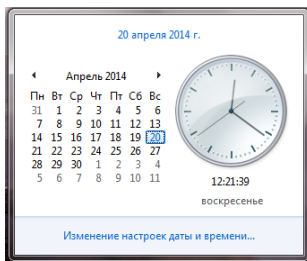 20 апреля 2014 г.
Апрель 2014
Пн Вт Ср Чт Пт Сб Вс
31 1 2 3 4 5 6
7 8 9 10 11 12 13
14 15 16 17 18 19 20
21 22 23 24 25 26 27
28 29 30 1 2 3 4
5 6 7 8 9 10 11
12:21:39
воскресенье
Изменение настроек даты и времени...